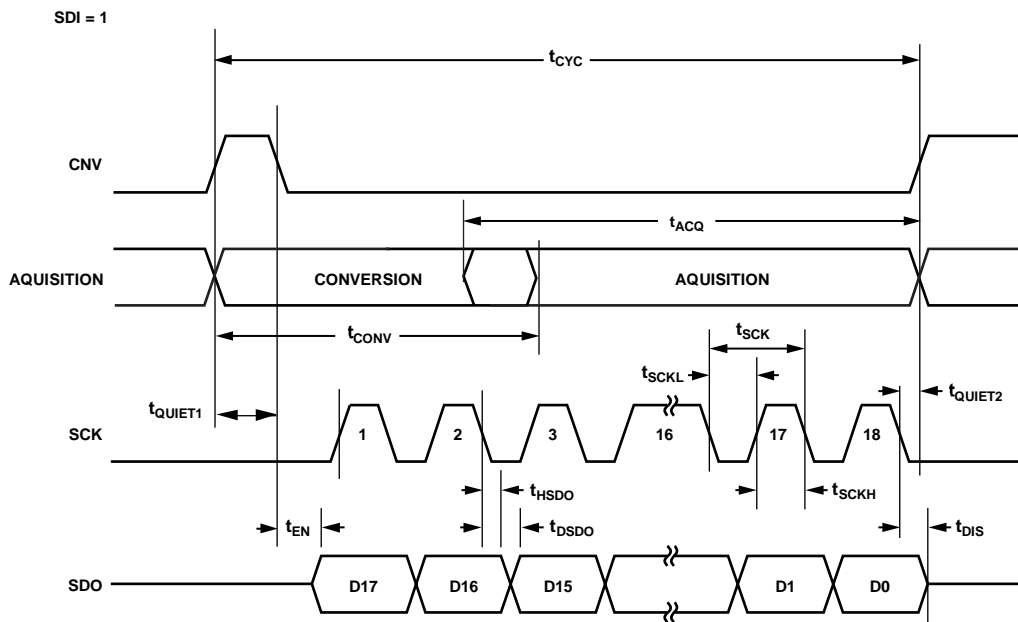 SDI = 1
tCYC
CNV
tACQ
AQUISITION
CONVERSION
AQUISITION
tCONV
tSCK
tSCKL
tQUIET1
tQUIET2
SCK
1
2
3
16
17
18
tHSDO
tSCKH
tEN
tDSDO
tDIS
SDO
D17
D16
D15
D1
D0